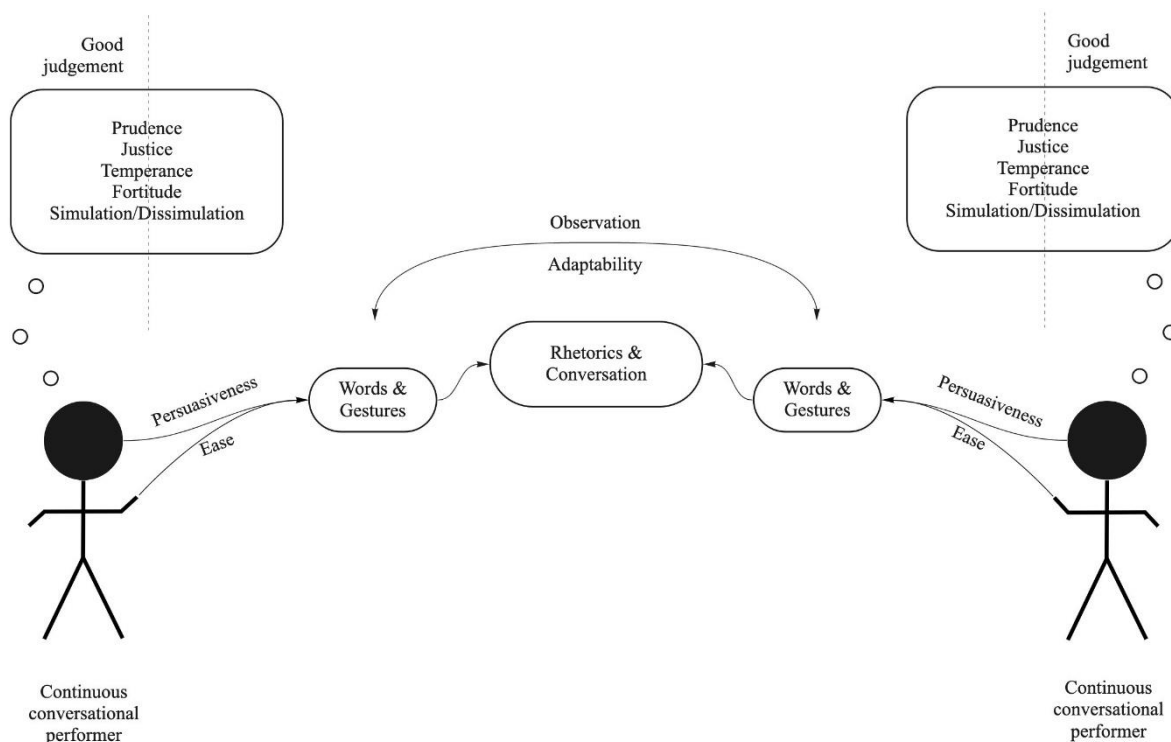 Good
judgement
Prudence
Justice
Temperance
Fortitude
Simulation/Dissimulation
Good
judgement
Prudence
Justice
Temperance
Fortitude
Simulation/Dissimulation
Observation
Adaptability
Rhetorics &
Conversation
Persuasiveness
Ease
Words &
Gestures
Words &
Gestures
Persuasiveness
Ease
Continuous
conversational
performer
Continuous
conversational
performer